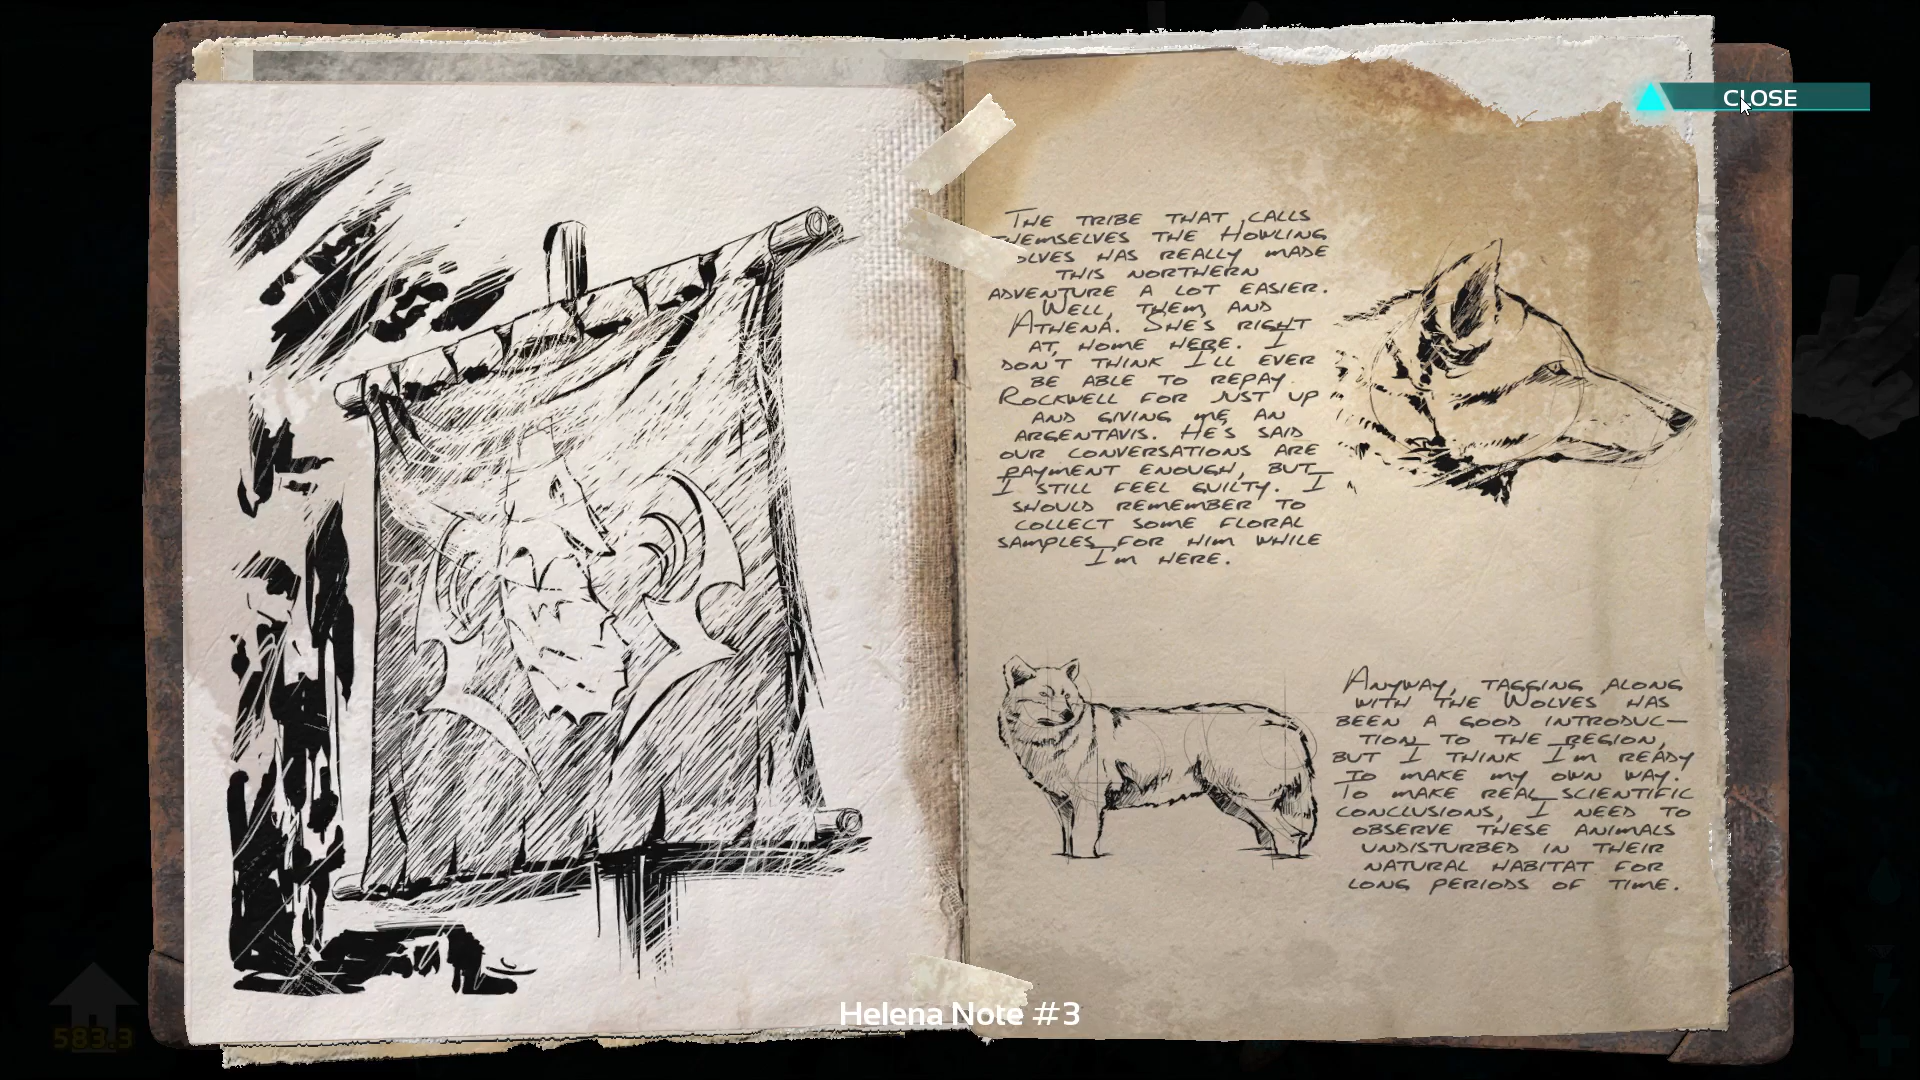 CLOSE
The tribe that calls
themselves the Howling
olves has really made
this northern
adventure a lot easier.
Well, them, and
Athena. She's right
at home here. I
don't think I'll ever
be able to repay
Rockwell for just up
and giving me an
Argentavis. He's said
our conversations are
payment enough, but
I still feel guilty. I
should remember to
collect some floral
samples for him while
I'm here.
Anyway, tagging along
with the Wolves has
been a good introduc-
tion to the region,
but I think I'm ready
to make my own way.
To make real scientific
conclusions, I need to
observe these animals
undisturbed in their
natural habitat for
long periods of time.
Helena Note #3
583.3